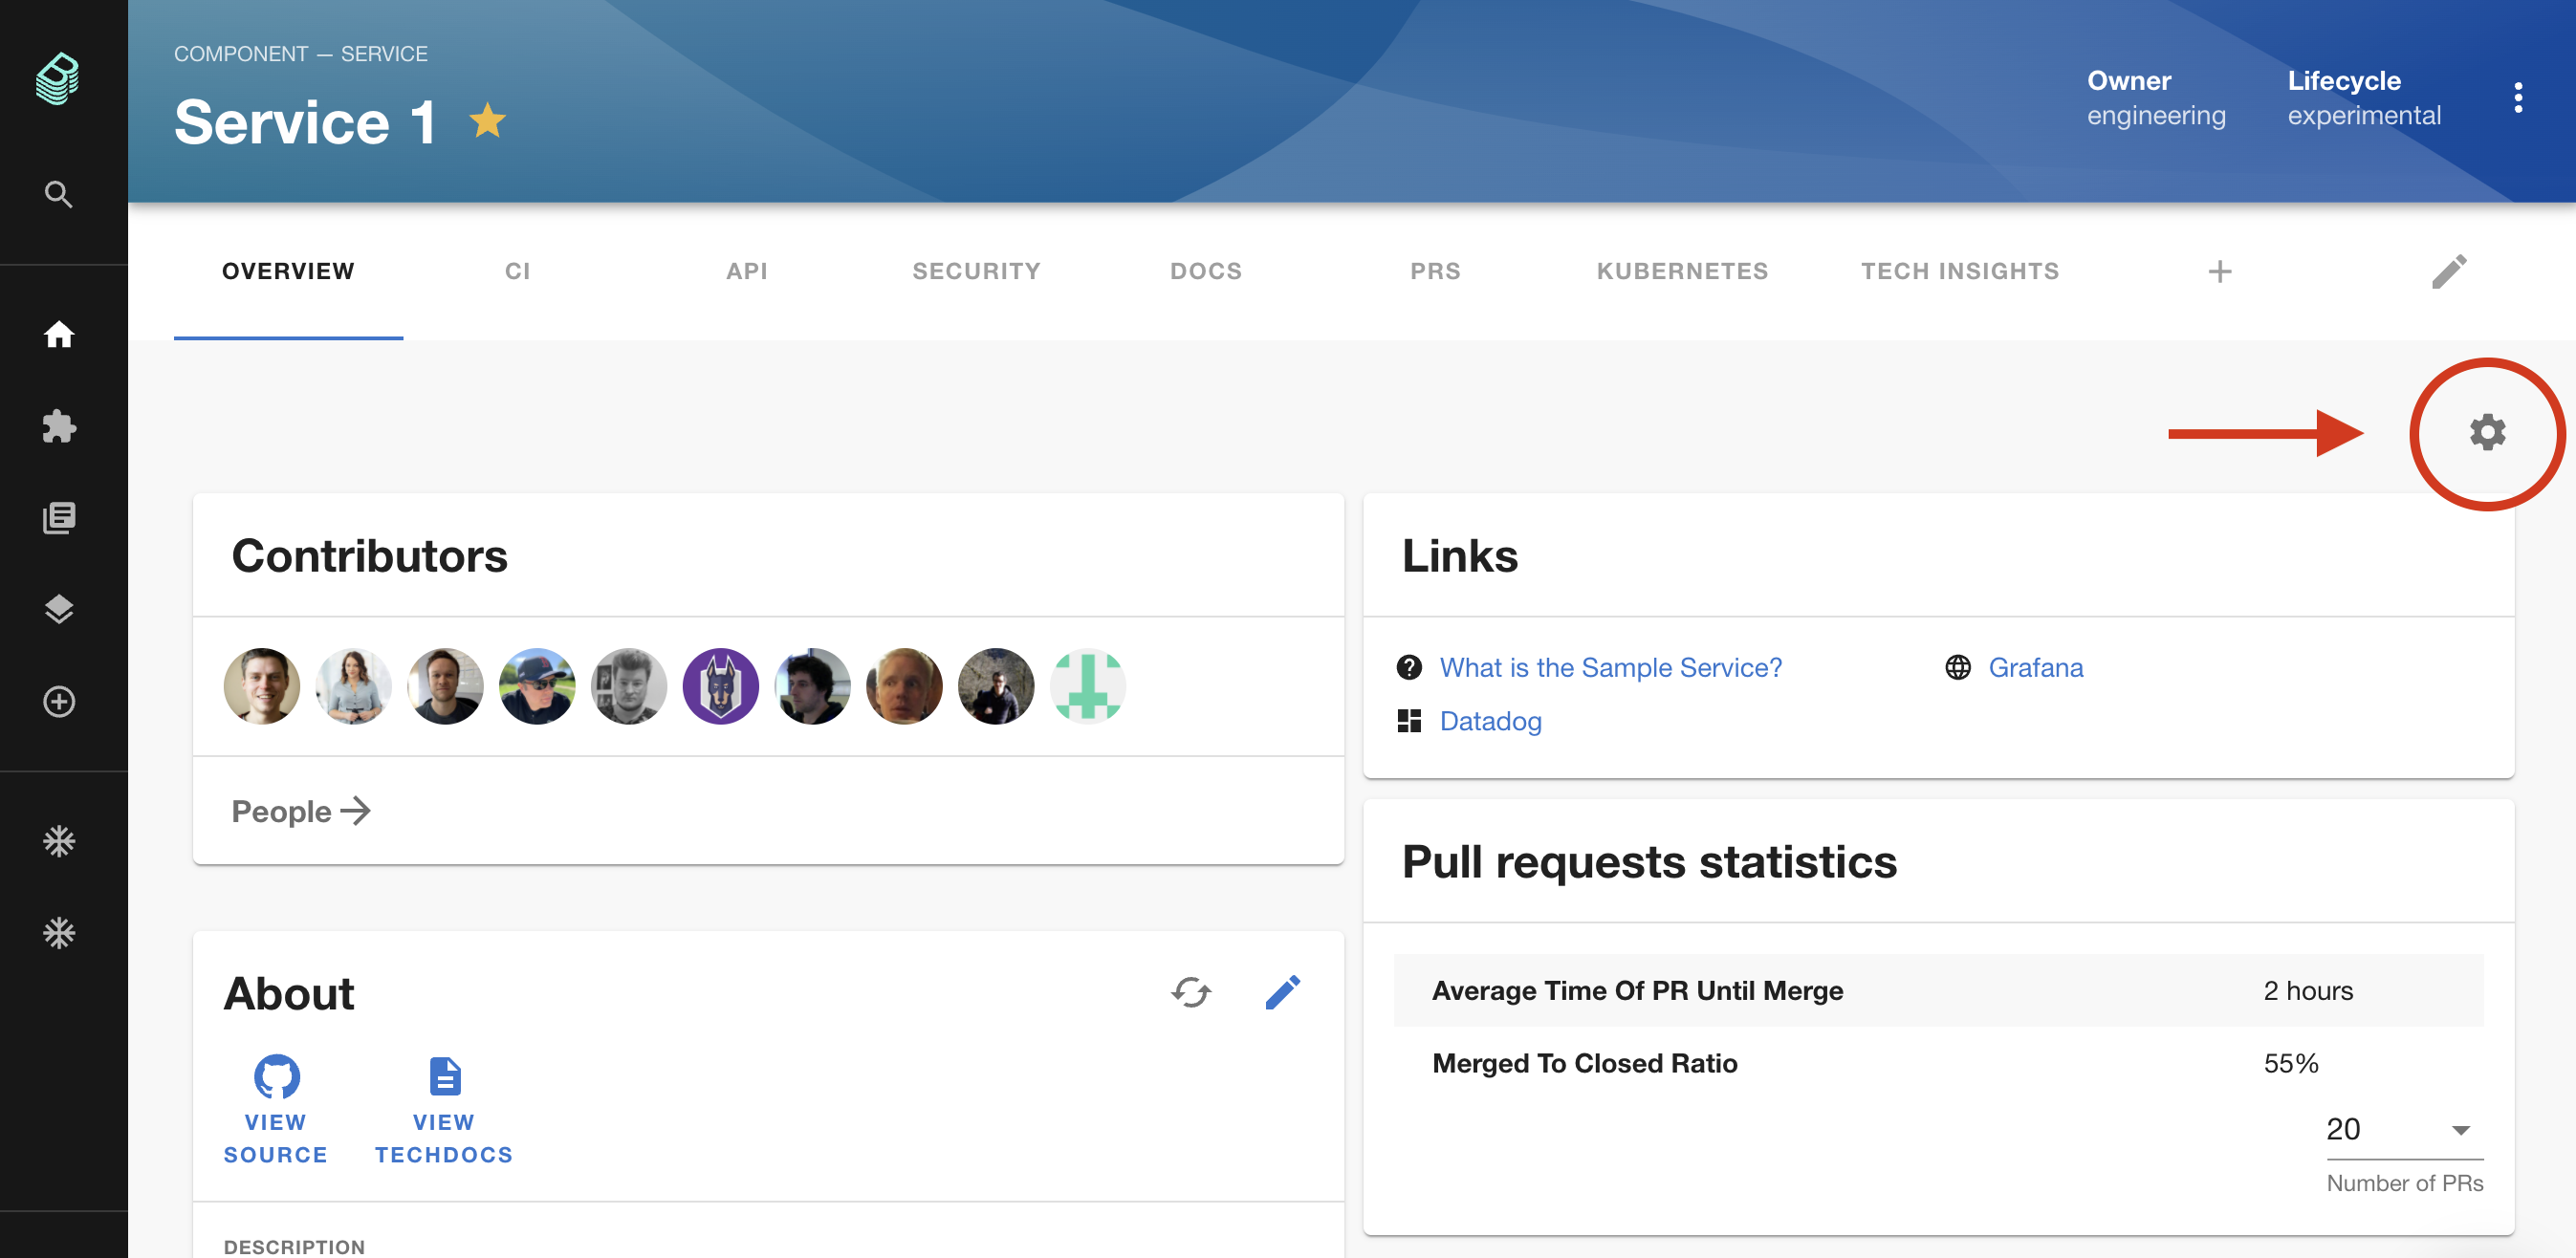 COMPONENT — SERVICE
Service 1
Owner
engineering
Lifecycle
experimental
OVERVIEW
CI
API
SECURITY
DOCS
PRS
KUBERNETES
TECH INSIGHTS
Contributors
People
Links
What is the Sample Service?
Grafana
Datadog
Pull requests statistics
Average Time Of PR Until Merge 2 hours
Merged To Closed Ratio 55%
20
Number of PRs
About
VIEW
SOURCE
VIEW
TECHDOCS
DESCRIPTION